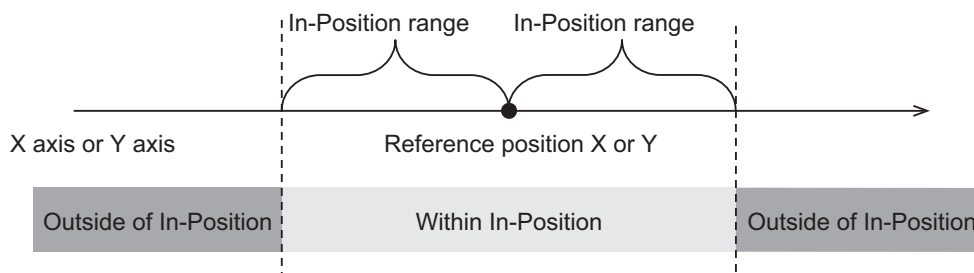 In-Position range
In-Position range
X axis or Y axis
Reference position X or Y
Outside of In-Position
Within In-Position
Outside of In-Position